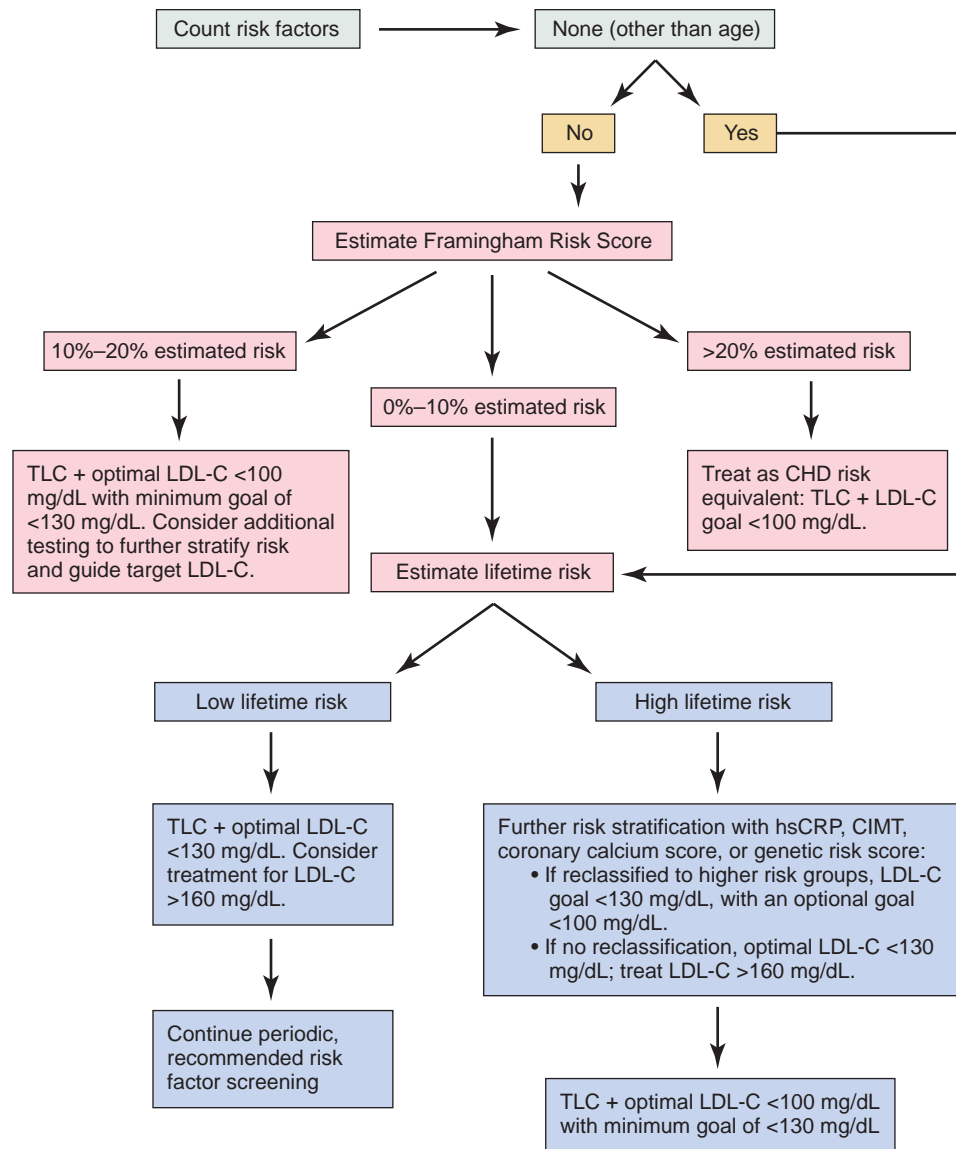 Count risk factors
None (other than age)
No
Yes
Estimate Framingham Risk Score
10%–20% estimated risk
>20% estimated risk
0%–10% estimated risk
TLC + optimal LDL-C <100
mg/dL with minimum goal of
<130 mg/dL. Consider additional
testing to further stratify risk
and guide target LDL-C.
Treat as CHD risk
equivalent: TLC + LDL-C
goal <100 mg/dL.
Estimate lifetime risk
Low lifetime risk
High lifetime risk
TLC + optimal LDL-C
<130 mg/dL. Consider
treatment for LDL-C
>160 mg/dL.
Further risk stratification with hsCRP, CIMT,
coronary calcium score, or genetic risk score:
• If reclassified to higher risk groups, LDL-C
goal <130 mg/dL, with an optional goal
<100 mg/dL.
• If no reclassification, optimal LDL-C <130
mg/dL; treat LDL-C >160 mg/dL.
Continue periodic,
recommended risk
factor screening
TLC + optimal LDL-C <100 mg/dL
with minimum goal of <130 mg/dL